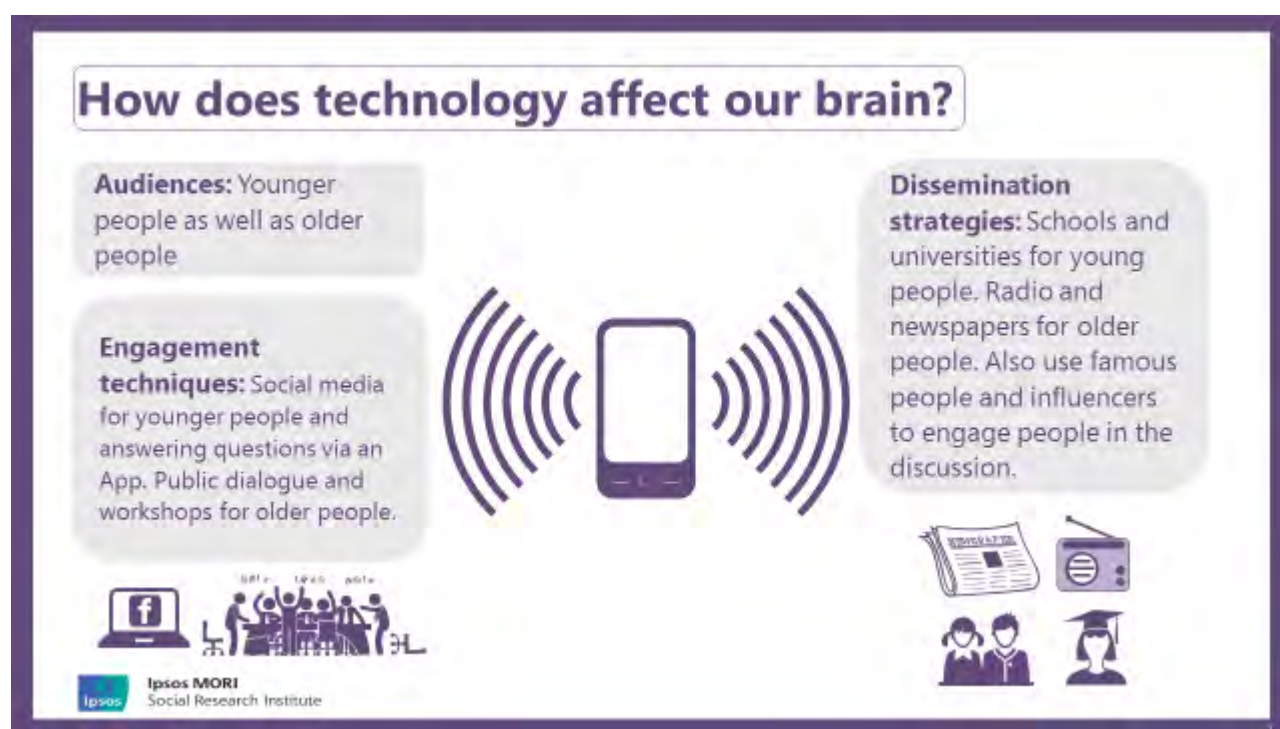 How does technology affect our brain?
Audiences: Younger
people as well as older
people
Engagement
techniques: Social media
for younger people and
answering questions via an
App. Public dialogue and
workshops for older people.
Dissemination
strategies: Schools and
universities for young
people. Radio and
newspapers for older
people. Also use famous
people and influencers
to engage people in the
discussion.
f
Ipsos
Ipsos MORI
Social Research Institute